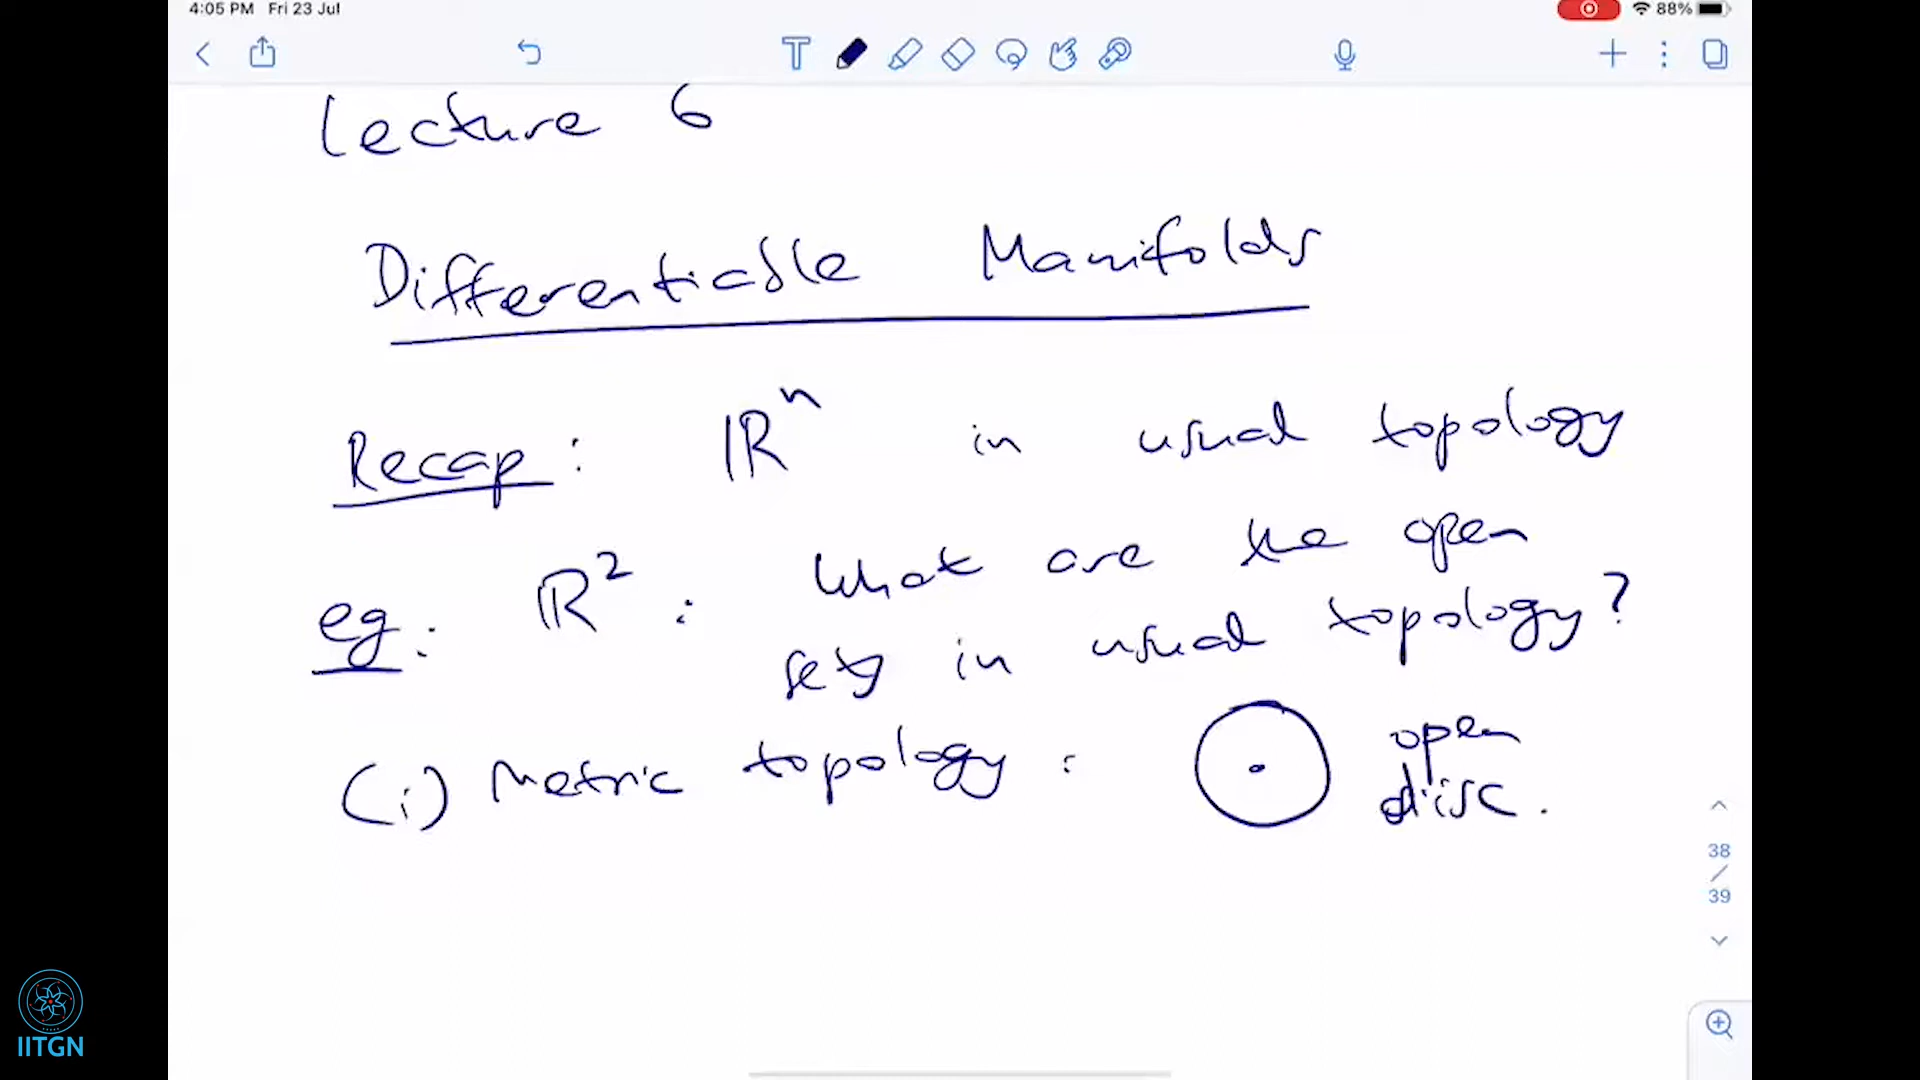 4:05 PM Fri 23 Jul
88%
Lecture 6
Differentiable Manifolds
Recap: ℝⁿ in usual topology
eg: ℝ² : What are the open
sets in usual topology?
(i) Metric topology : open
disc.
38
/
39
IITGN